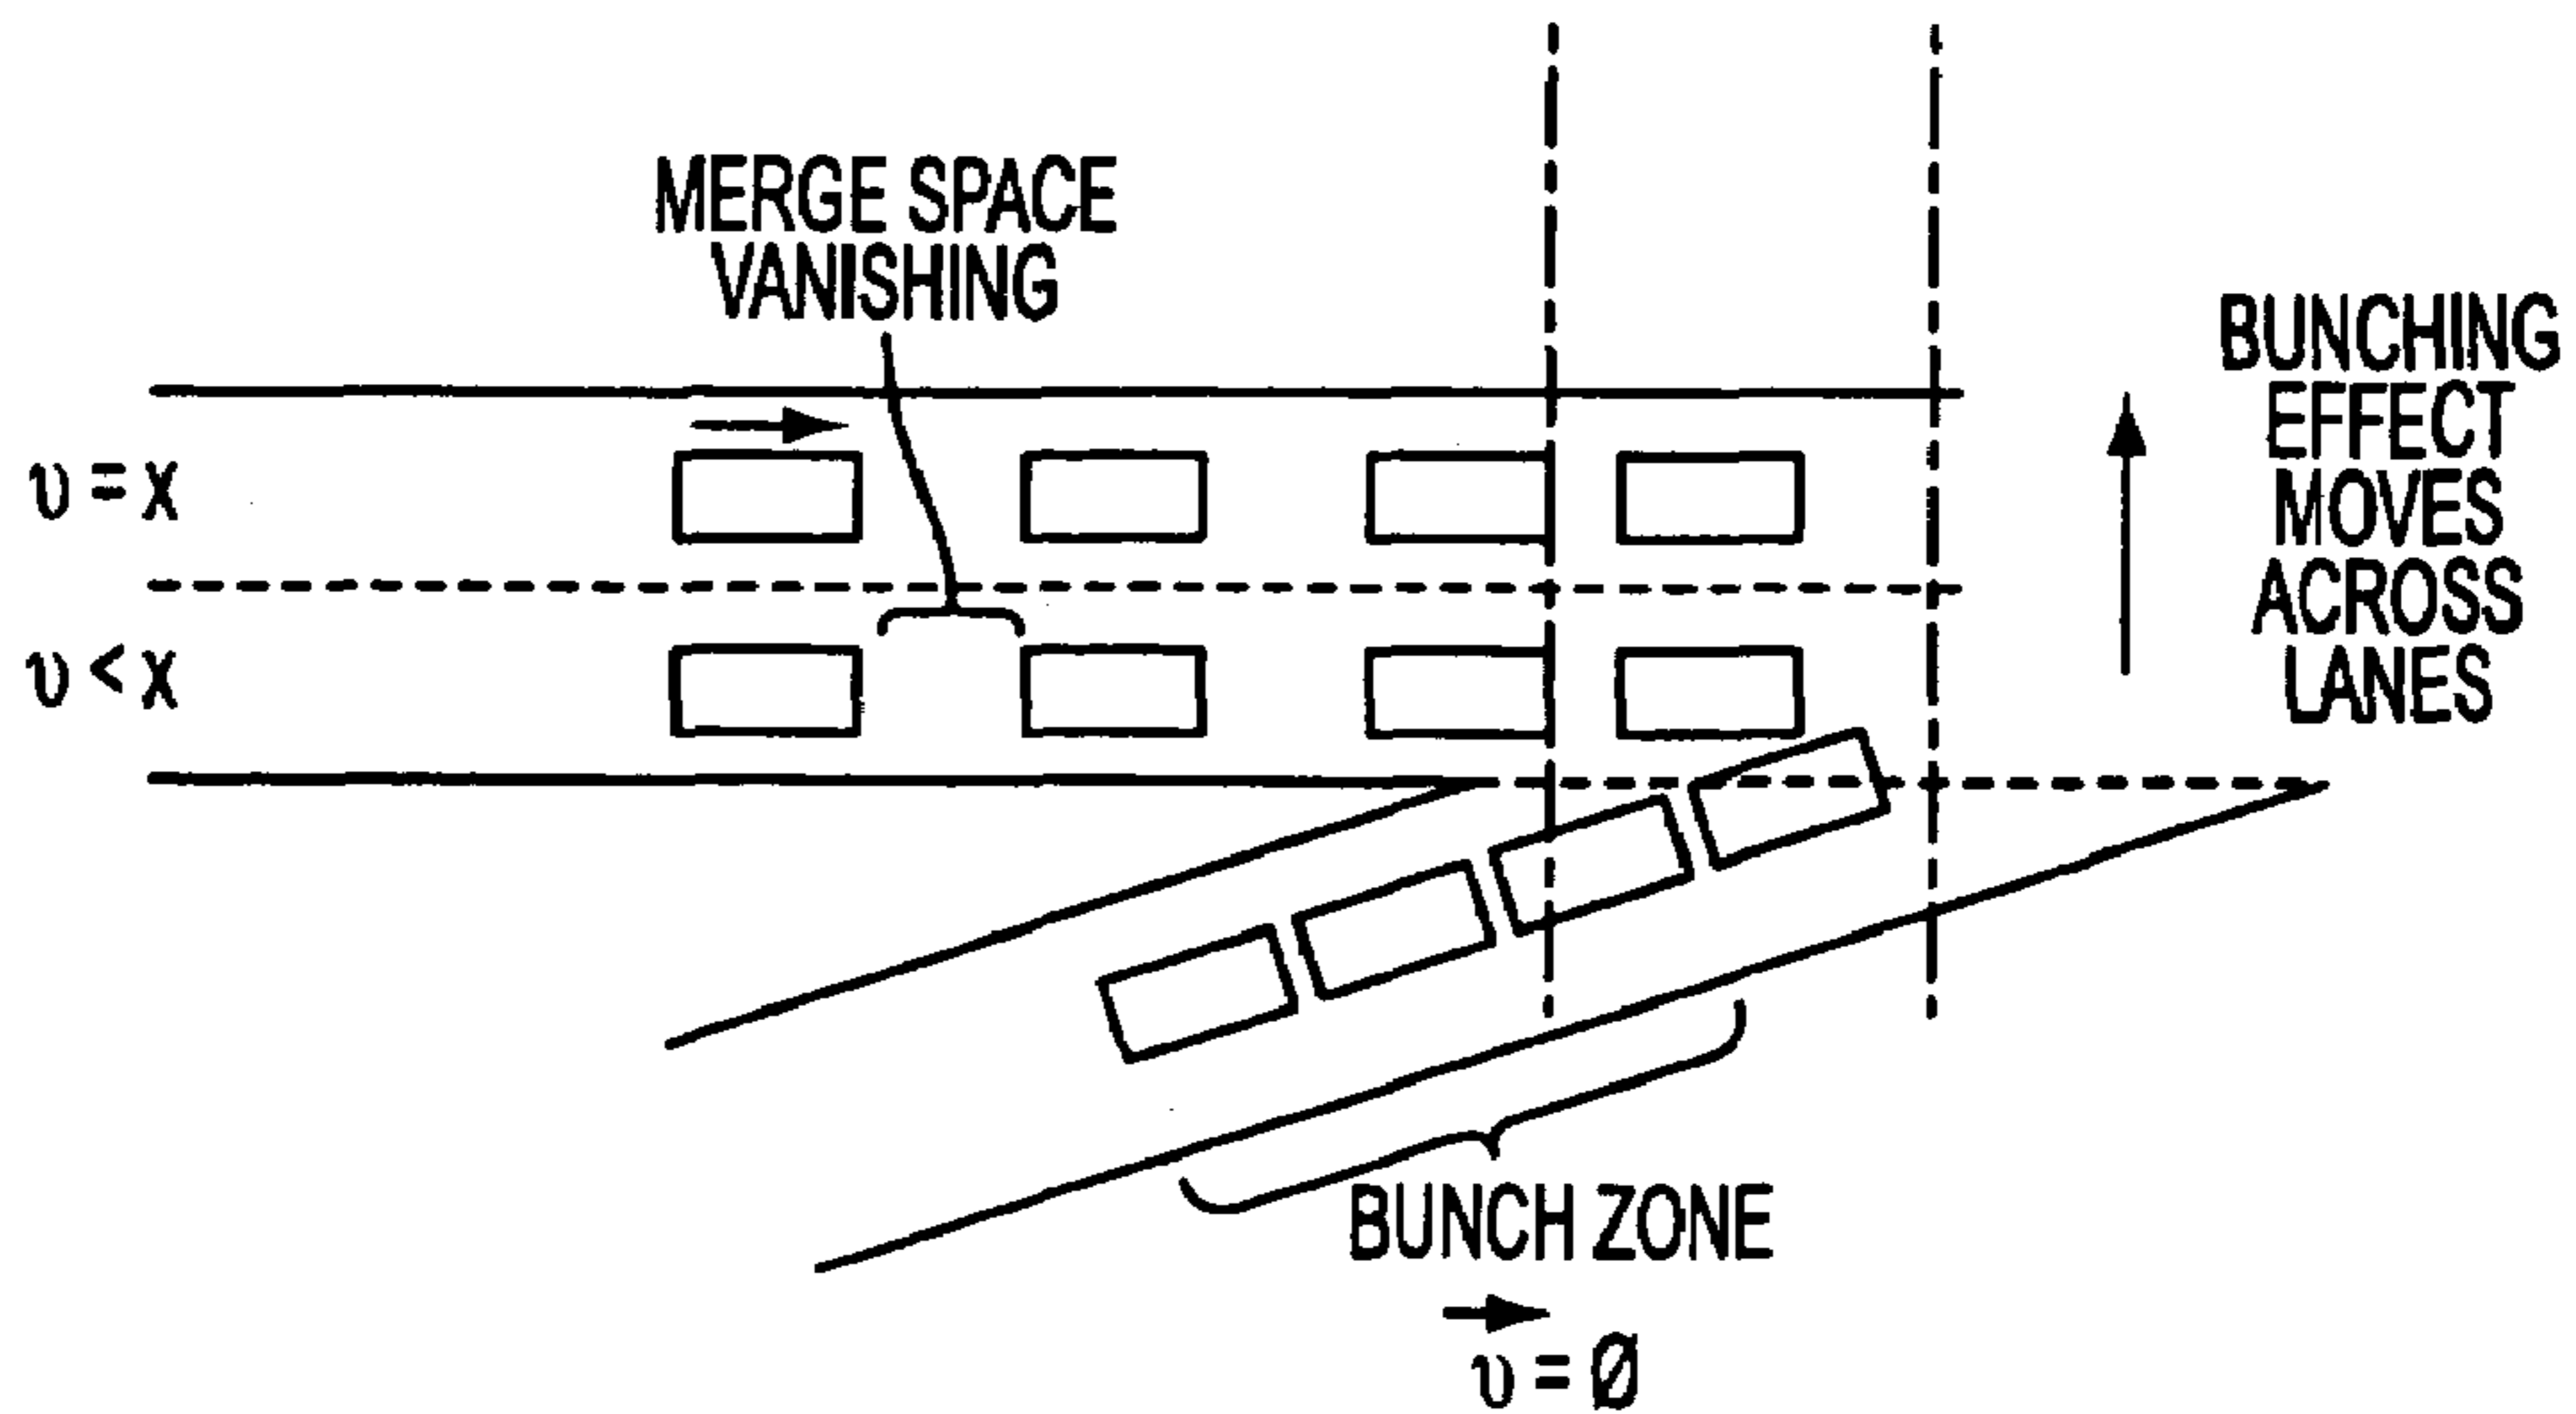 MERGE SPACE
VANISHING
BUNCHING
EFFECT
MOVES
ACROSS
LANES
υ = x
υ < x
BUNCH ZONE
υ = Ø